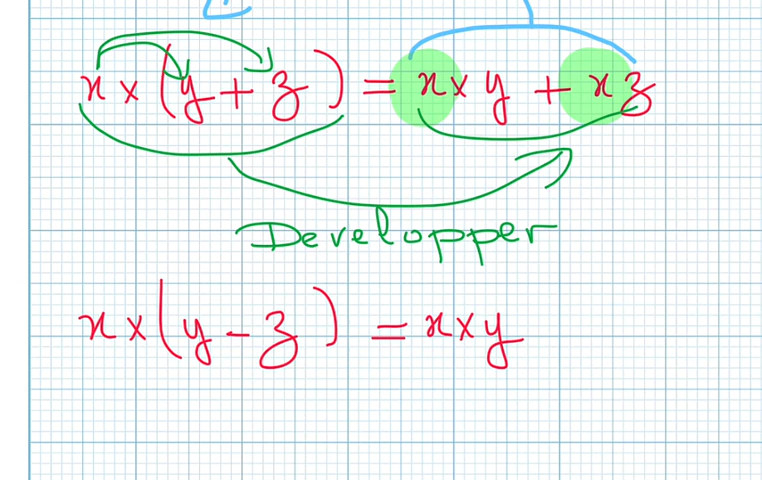 x × (y + z) = x × y + x z
Developper
x × (y − z) = x × y